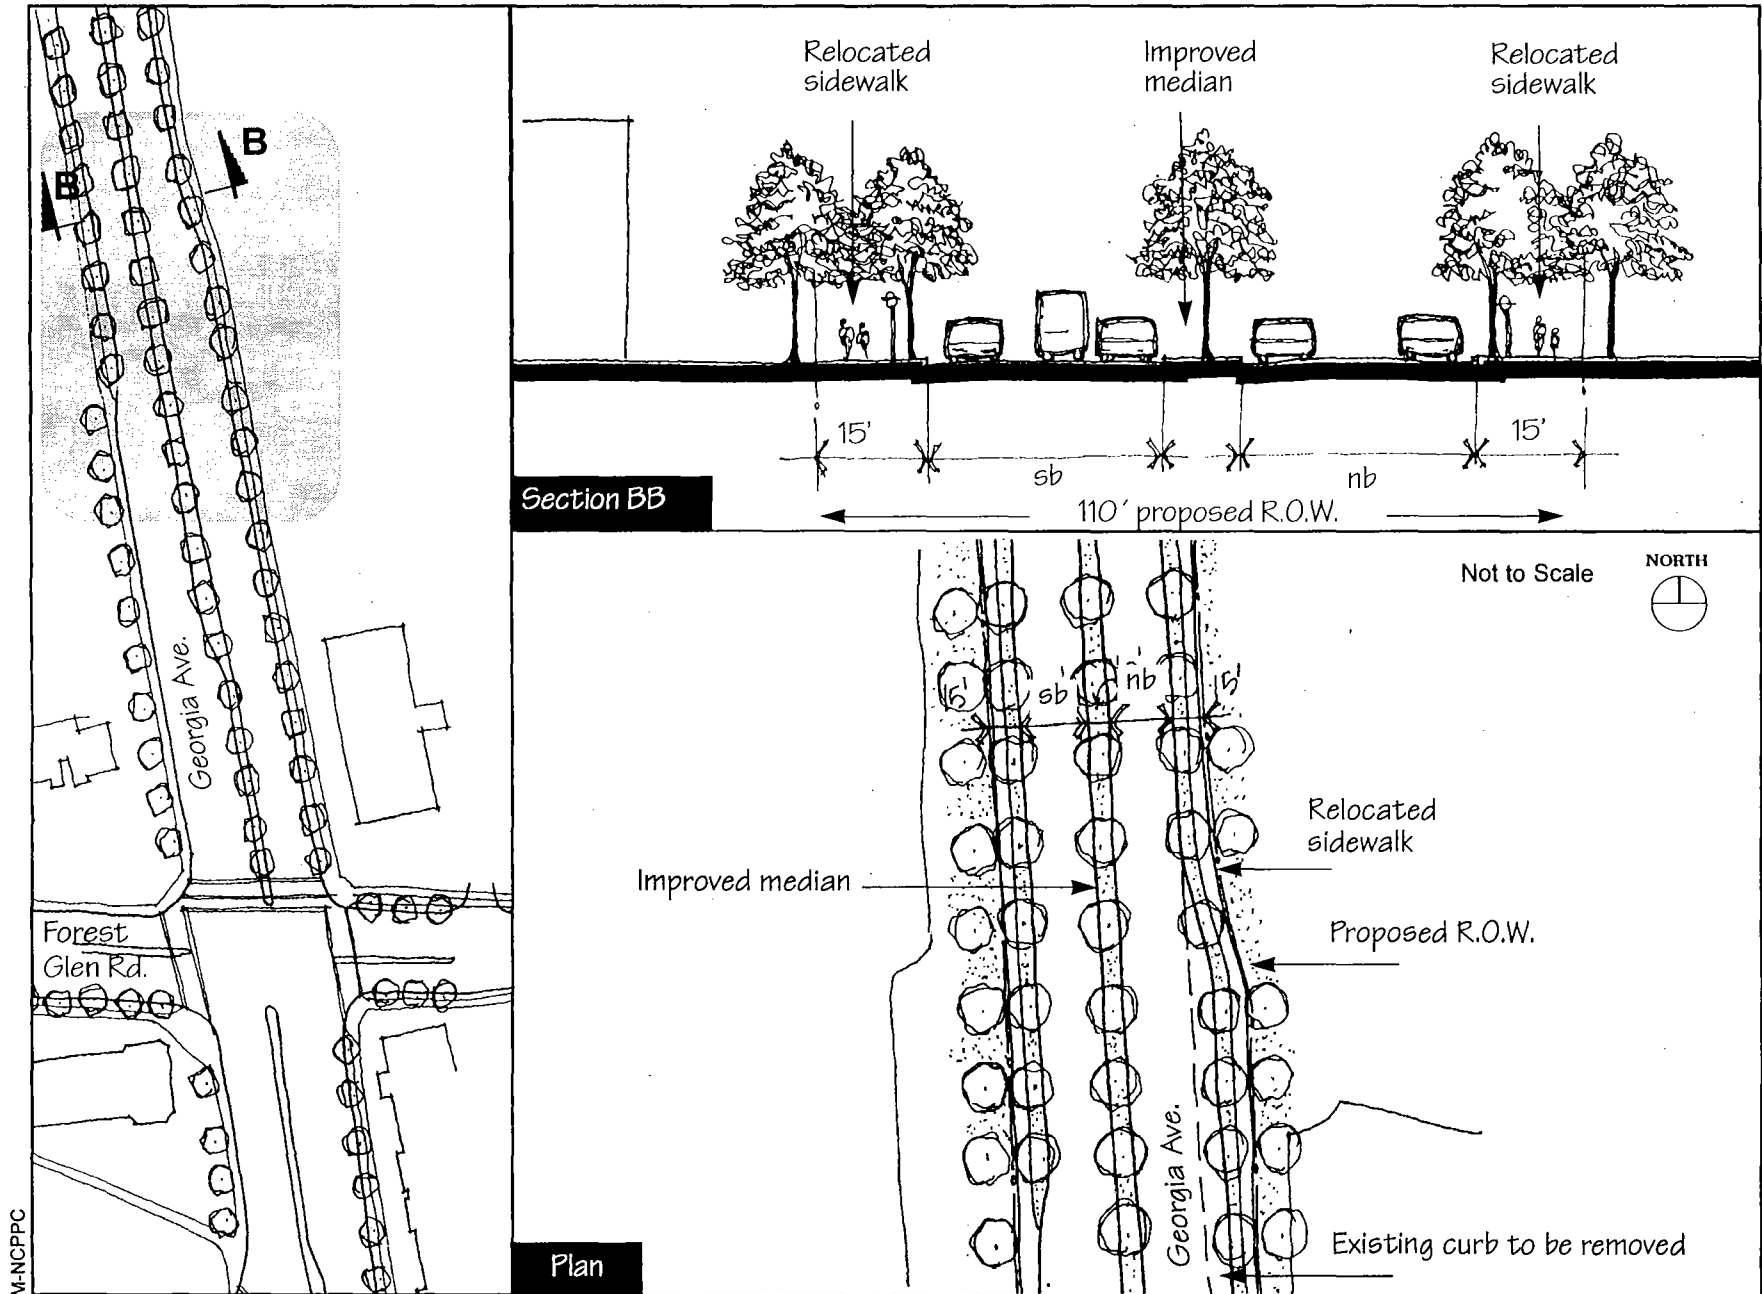 B
B
Georgia Ave.
Forest
Glen Rd.
M-NCPPC
Relocated
sidewalk
Improved
median
Relocated
sidewalk
15'
sb
nb
15'
Section BB
110' proposed R.O.W.
Not to Scale
NORTH
15'
sb
nb
15'
Improved median
Relocated
sidewalk
Proposed R.O.W.
Georgia Ave.
Existing curb to be removed
Plan